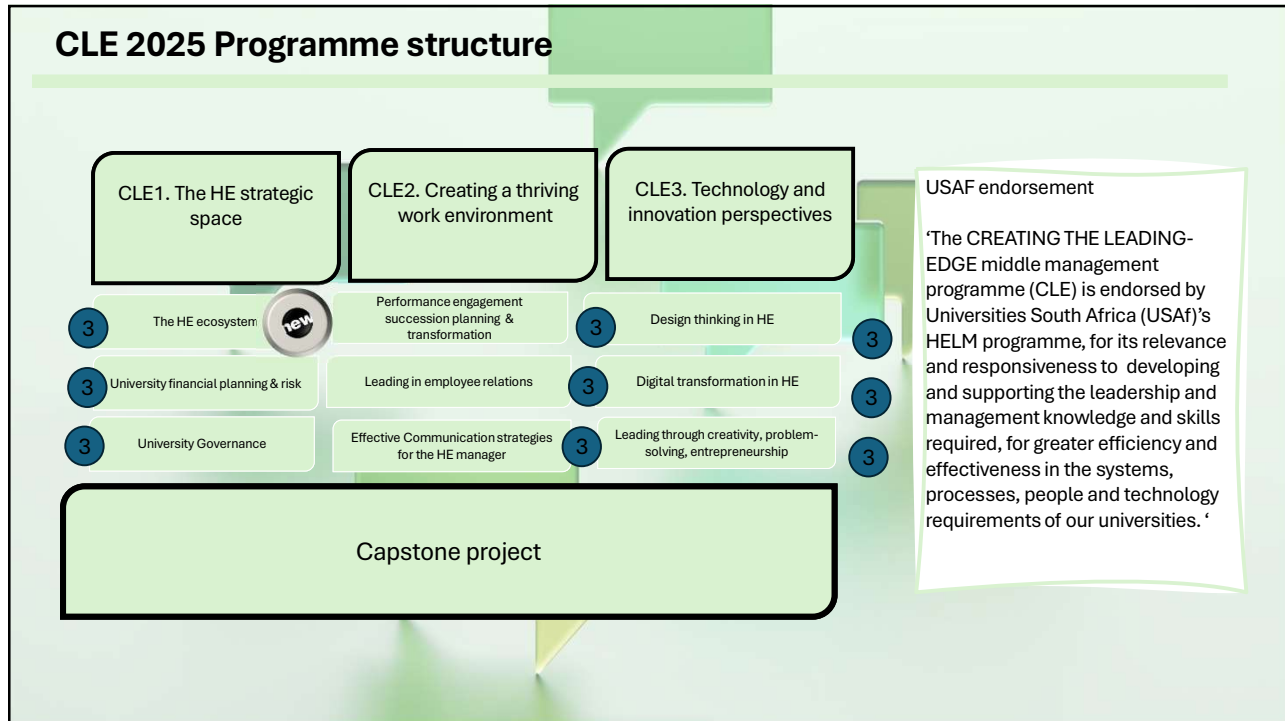 CLE 2025 Programme structure
CLE1. The HE strategic
space
CLE2. Creating a thriving
work environment
CLE3. Technology and
innovation perspectives
3
The HE ecosystem
new
Performance engagement
succession planning &
transformation
3
Design thinking in HE
3
3
University financial planning & risk
Leading in employee relations
3
Digital transformation in HE
3
3
University Governance
Effective Communication strategies
for the HE manager
3
Leading through creativity, problem-
solving, entrepreneurship
3
Capstone project
USAF endorsement
‘The CREATING THE LEADING-
EDGE middle management
programme (CLE) is endorsed by
Universities South Africa (USAf)’s
HELM programme, for its relevance
and responsiveness to developing
and supporting the leadership and
management knowledge and skills
required, for greater efficiency and
effectiveness in the systems,
processes, people and technology
requirements of our universities. ‘